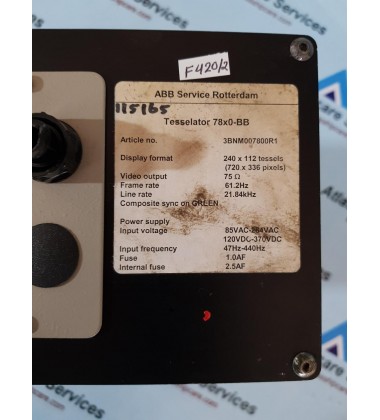 F420/2
ABB Service Rotterdam
115165
Tesselator 78x0-BB
Article no. 3BNM007800R1
Display format 240 x 112 tessels
(720 x 336 pixels)
Video output 75 Ω
Frame rate 61.2Hz
Line rate 21.84kHz
Composite sync on GREEN
Power supply
Input voltage 85VAC-264VAC
120VDC-370VDC
Input frequency 47Hz-440Hz
Fuse 1.0AF
Internal fuse 2.5AF
Services